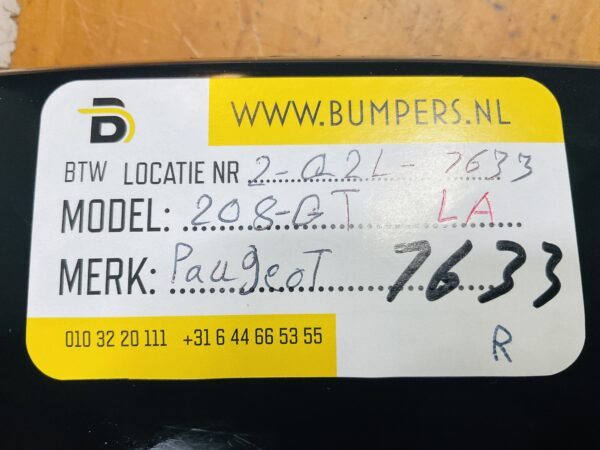 B
WWW.BUMPERS.NL
BTW LOCATIE NR 2-Q2L-7633
MODEL: 208-GT LA
MERK: Paugeot 7633
010 32 20 111 +31 6 44 66 53 55
R